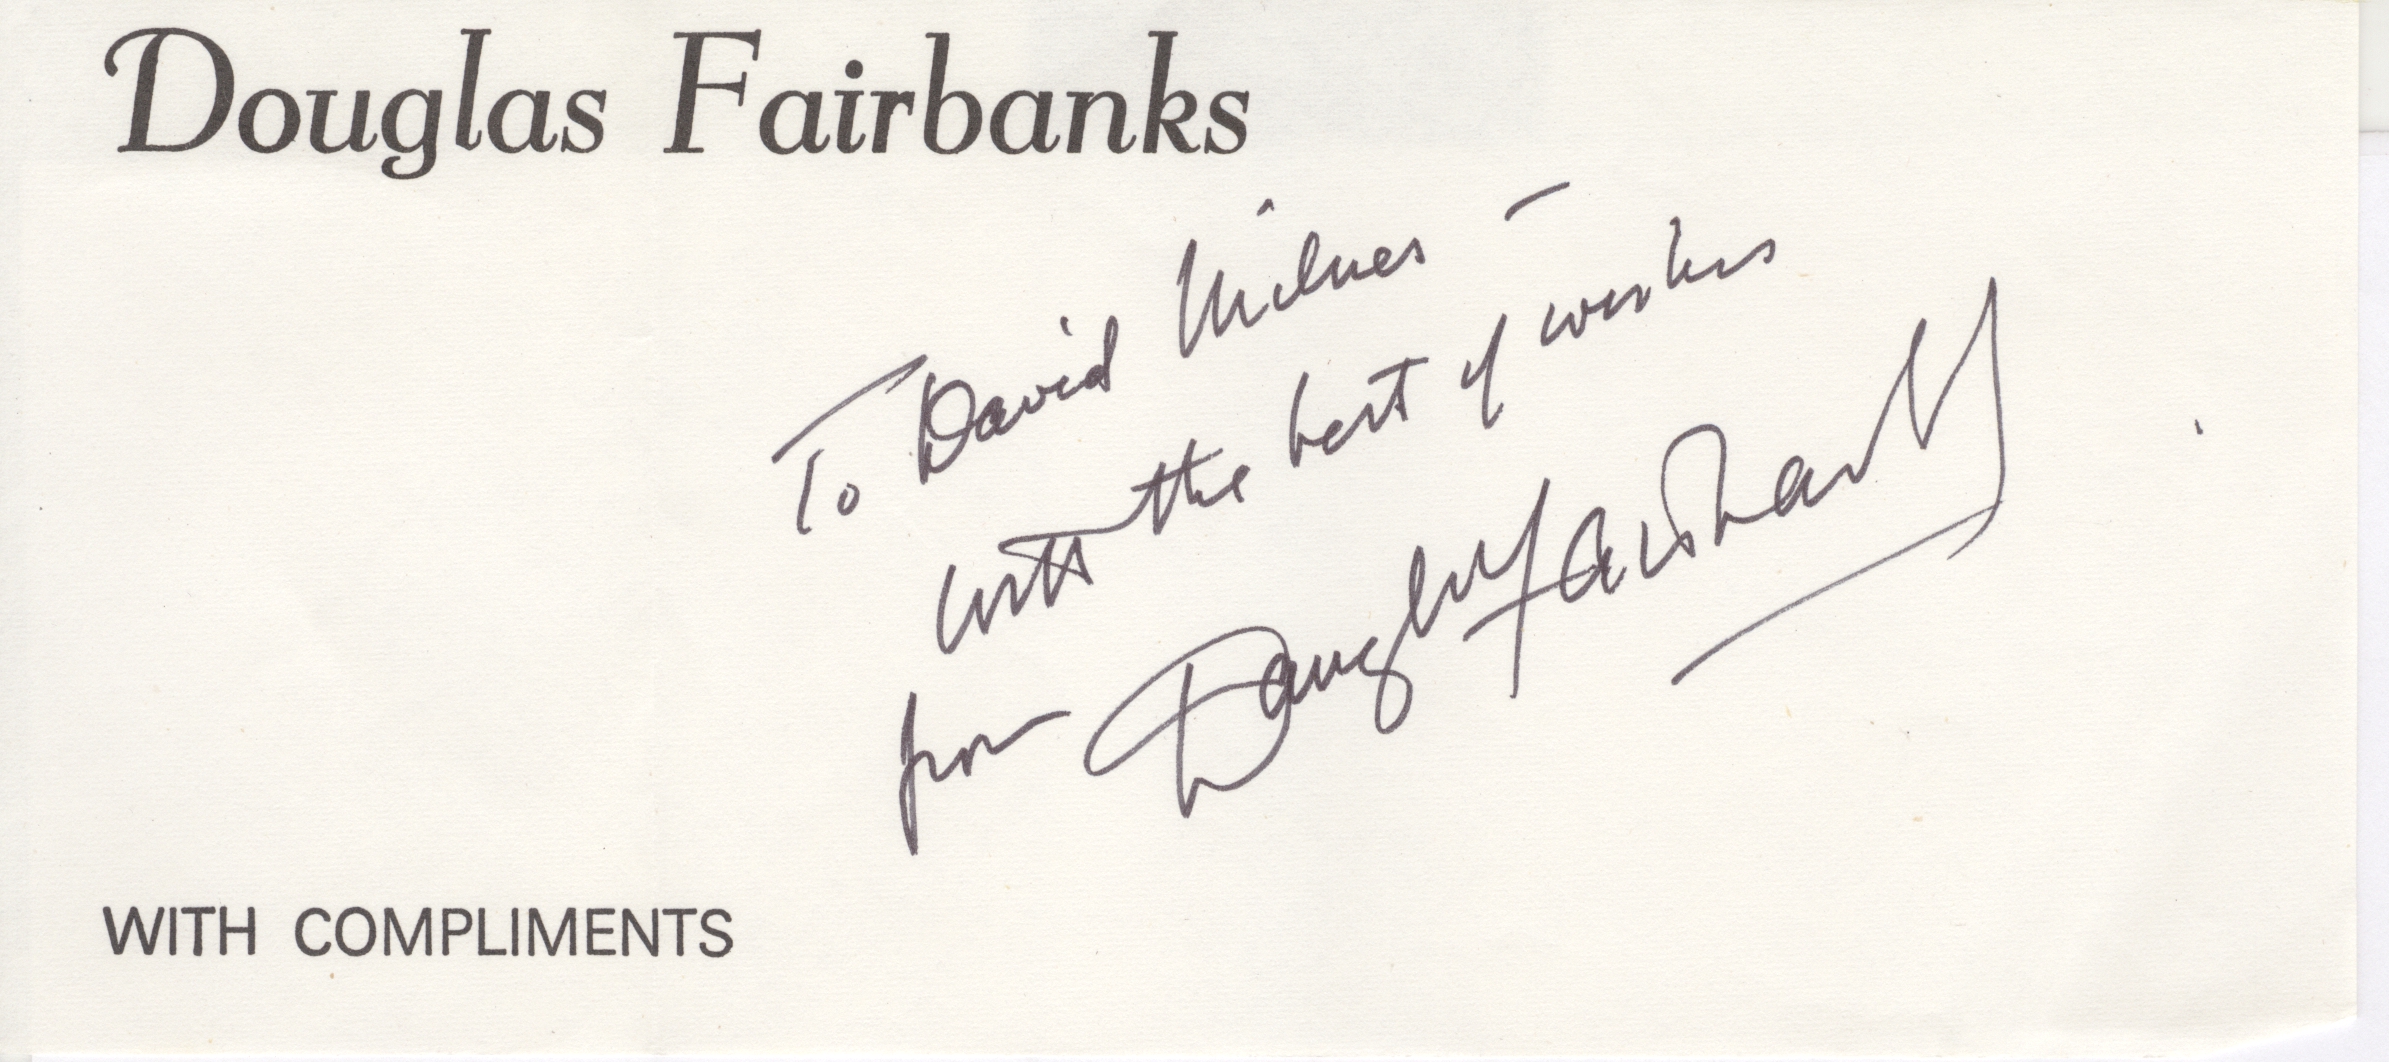 Douglas Fairbanks
To David Milnes –
with the best of wishes
from Douglas Fairbanks
WITH COMPLIMENTS